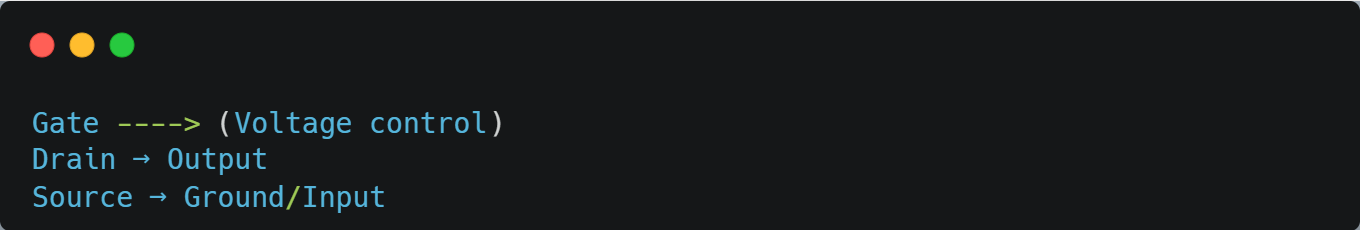 Gate ----> (Voltage control)
Drain → Output
Source → Ground/Input